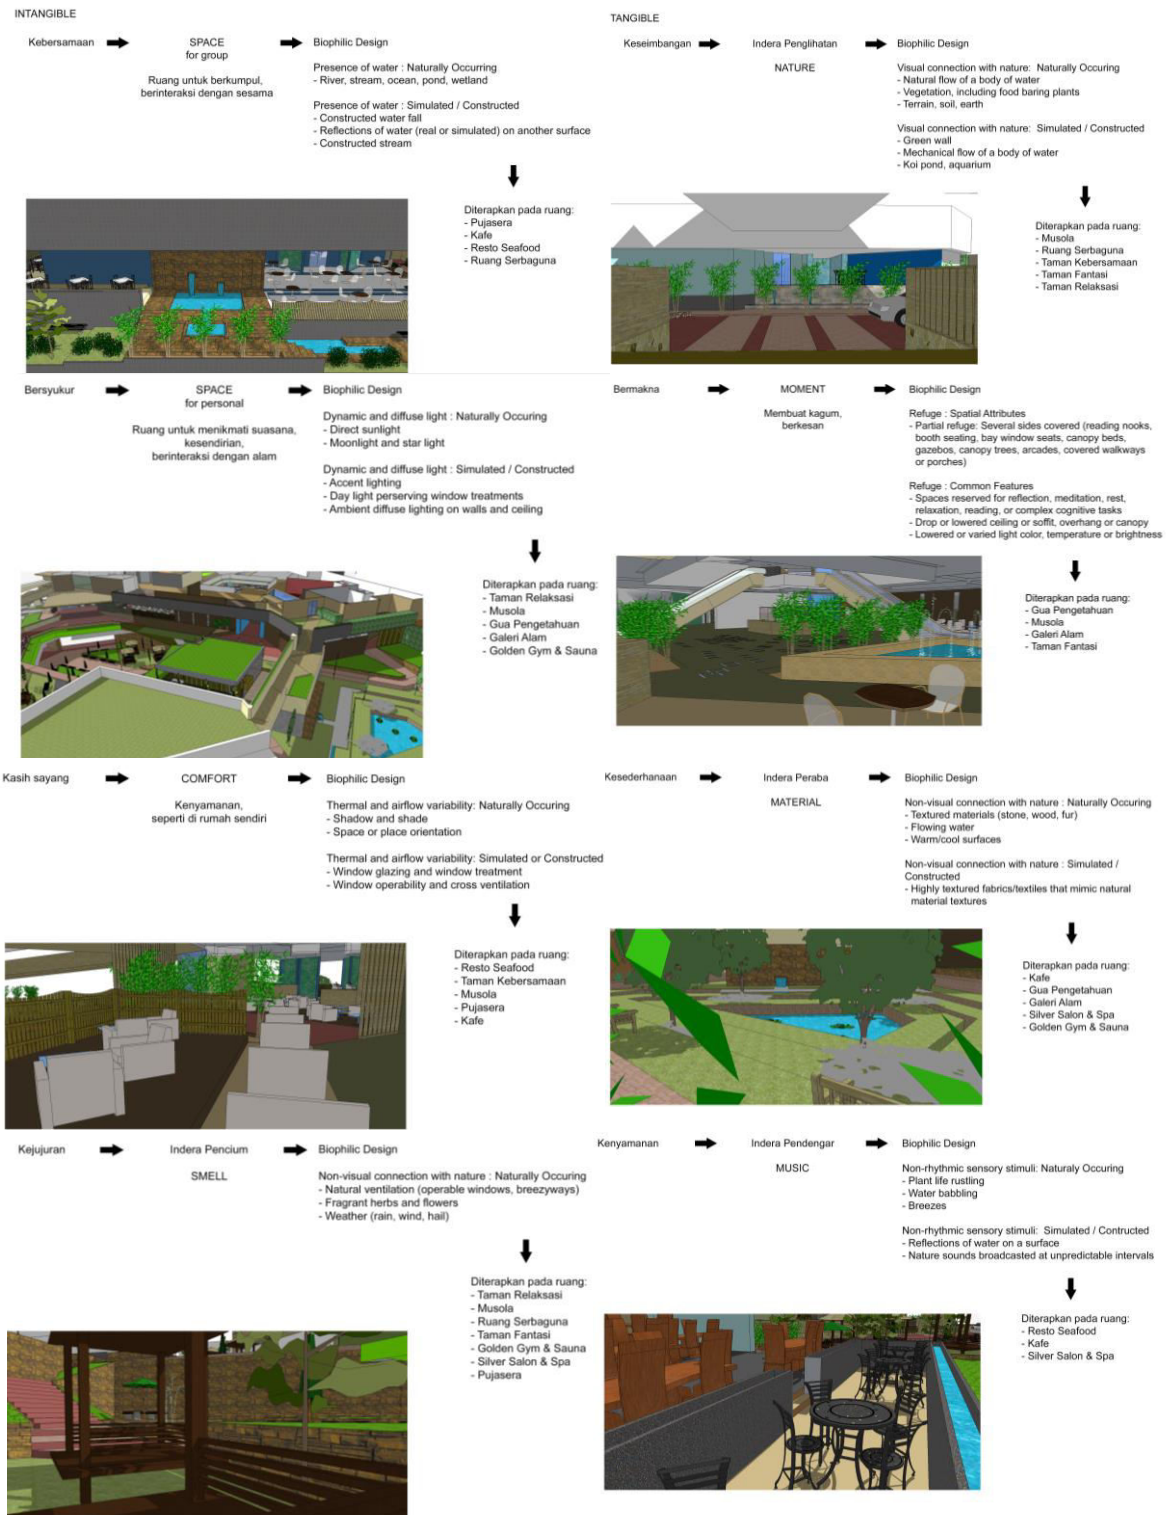 INTANGIBLE
Kebersamaan
SPACE
for group
Ruang untuk berkumpul,
berinteraksi dengan sesama
Biophilic Design
Presence of water : Naturally Occurring
- River, stream, ocean, pond, wetland
Presence of water : Simulated / Constructed
- Constructed water fall
- Reflections of water (real or simulated) on another surface
- Constructed stream
Diterapkan pada ruang:
- Pujasera
- Kafe
- Resto Seafood
- Ruang Serbaguna
Bersyukur
SPACE
for personal
Ruang untuk menikmati suasana,
kesendirian,
berinteraksi dengan alam
Biophilic Design
Dynamic and diffuse light : Naturally Occuring
- Direct sunlight
- Moonlight and star light
Dynamic and diffuse light : Simulated / Constructed
- Accent lighting
- Day light perserving window treatments
- Ambient diffuse lighting on walls and ceiling
Diterapkan pada ruang:
- Taman Relaksasi
- Musola
- Gua Pengetahuan
- Galeri Alam
- Golden Gym & Sauna
Kasih sayang
COMFORT
Kenyamanan,
seperti di rumah sendiri
Biophilic Design
Thermal and airflow variability: Naturally Occuring
- Shadow and shade
- Space or place orientation
Thermal and airflow variability: Simulated or Constructed
- Window glazing and window treatment
- Window operability and cross ventilation
Diterapkan pada ruang:
- Resto Seafood
- Taman Kebersamaan
- Musola
- Pujasera
- Kafe
Kejujuran
Indera Pencium
SMELL
Biophilic Design
Non-visual connection with nature : Naturally Occuring
- Natural ventilation (operable windows, breezyways)
- Fragrant herbs and flowers
- Weather (rain, wind, hail)
Diterapkan pada ruang:
- Taman Relaksasi
- Musola
- Ruang Serbaguna
- Taman Fantasi
- Golden Gym & Sauna
- Silver Salon & Spa
- Pujasera
TANGIBLE
Keseimbangan
Indera Penglihatan
NATURE
Biophilic Design
Visual connection with nature: Naturally Occuring
- Natural flow of a body of water
- Vegetation, including food baring plants
- Terrain, soil, earth
Visual connection with nature: Simulated / Constructed
- Green wall
- Mechanical flow of a body of water
- Koi pond, aquarium
Diterapkan pada ruang:
- Musola
- Ruang Serbaguna
- Taman Kebersamaan
- Taman Fantasi
- Taman Relaksasi
Bermakna
MOMENT
Membuat kagum,
berkesan
Biophilic Design
Refuge : Spatial Attributes
- Partial refuge: Several sides covered (reading nooks,
booth seating, bay window seats, canopy beds,
gazebos, canopy trees, arcades, covered walkways
or porches)
Refuge : Common Features
- Spaces reserved for reflection, meditation, rest,
relaxation, reading, or complex cognitive tasks
- Drop or lowered ceiling or soffit, overhang or canopy
- Lowered or varied light color, temperature or brightness
Diterapkan pada ruang:
- Gua Pengetahuan
- Musola
- Galeri Alam
- Taman Fantasi
Kesederhanaan
Indera Peraba
MATERIAL
Biophilic Design
Non-visual connection with nature : Naturally Occuring
- Textured materials (stone, wood, fur)
- Flowing water
- Warm/cool surfaces
Non-visual connection with nature : Simulated /
Constructed
- Highly textured fabrics/textiles that mimic natural
material textures
Diterapkan pada ruang:
- Kafe
- Gua Pengetahuan
- Galeri Alam
- Silver Salon & Spa
- Golden Gym & Sauna
Kenyamanan
Indera Pendengar
MUSIC
Biophilic Design
Non-rhythmic sensory stimuli: Naturaly Occuring
- Plant life rustling
- Water babbling
- Breezes
Non-rhythmic sensory stimuli: Simulated / Contructed
- Reflections of water on a surface
- Nature sounds broadcasted at unpredictable intervals
Diterapkan pada ruang:
- Resto Seafood
- Kafe
- Silver Salon & Spa